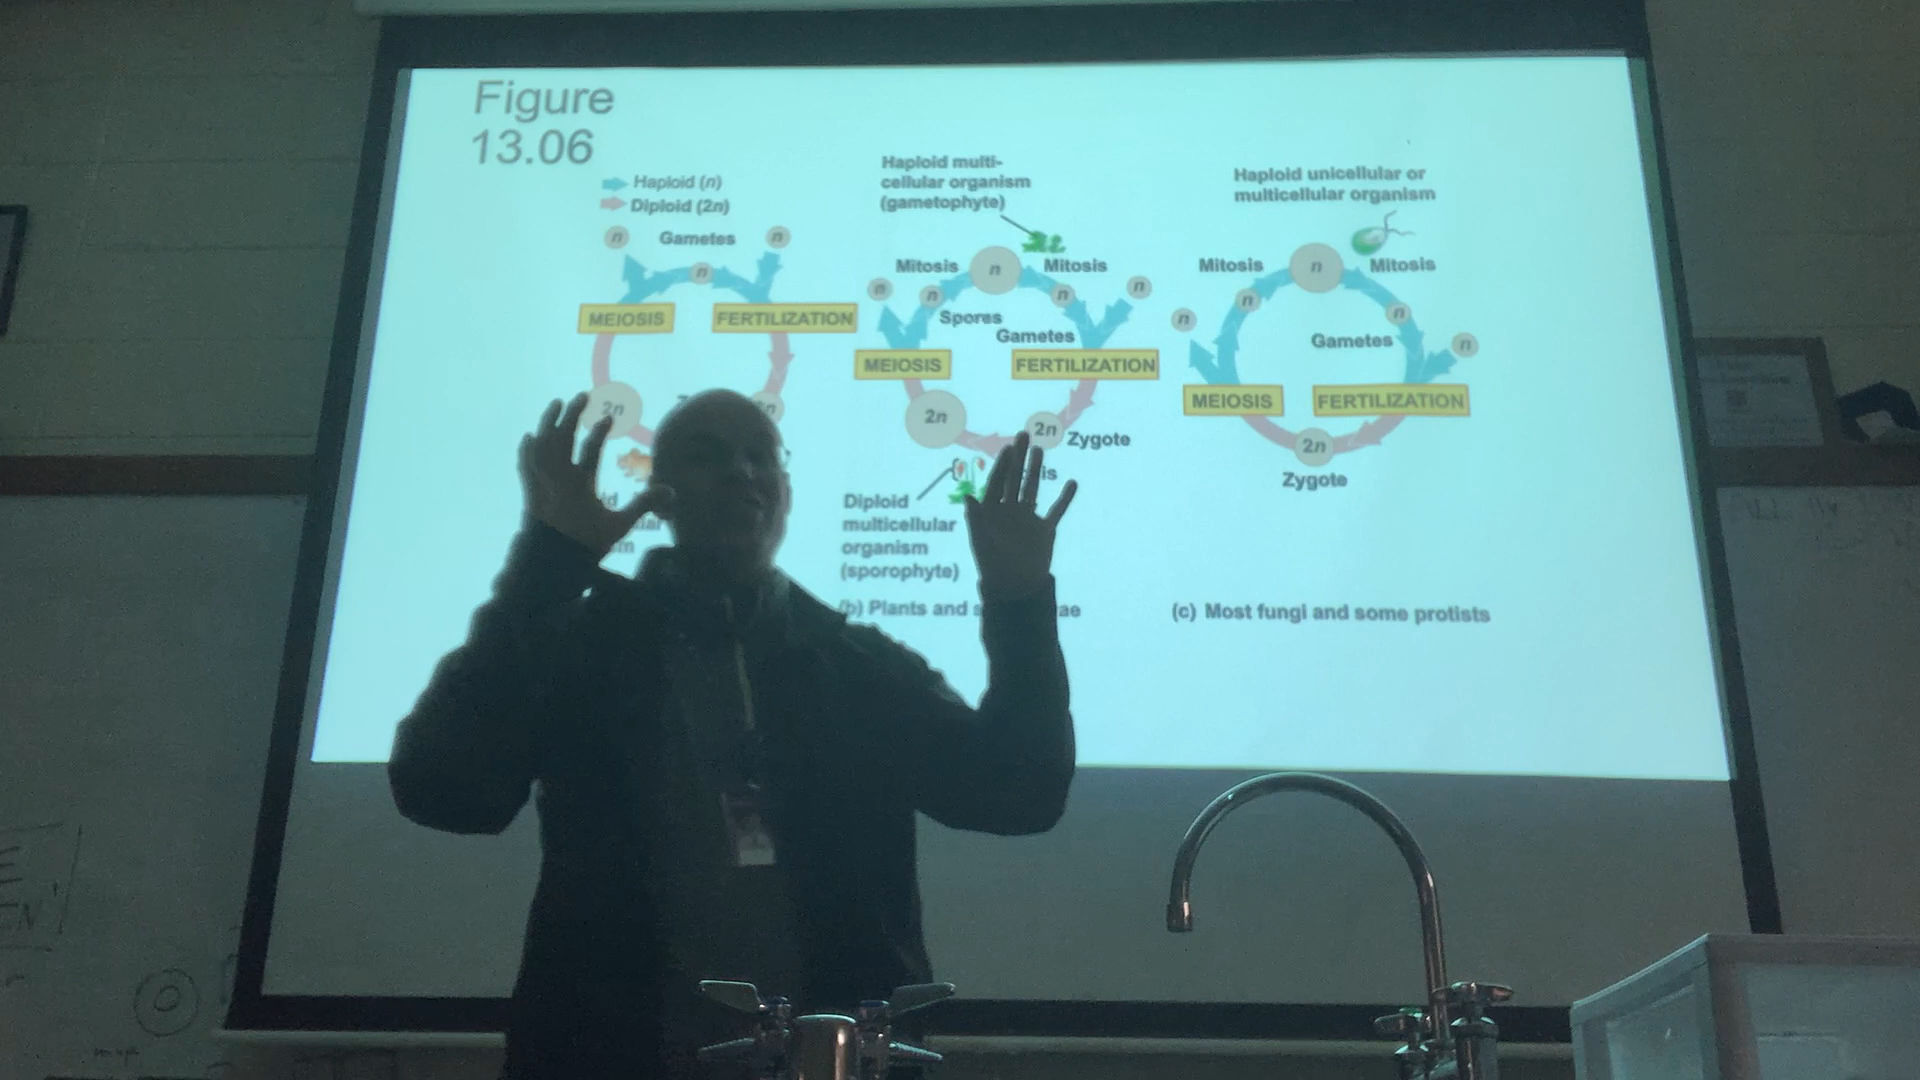 Figure
13.06
Haploid (n)
Diploid (2n)
n
Gametes
n
n
MEIOSIS
FERTILIZATION
2n
Haploid multi-
cellular organism
(gametophyte)
Mitosis
n
Mitosis
n
n
n
n
Spores
Gametes
MEIOSIS
FERTILIZATION
2n
2n
Zygote
Diploid
multicellular
organism
(sporophyte)
(b) Plants and
Haploid unicellular or
multicellular organism
Mitosis
n
Mitosis
n
n
n
n
Gametes
MEIOSIS
FERTILIZATION
2n
Zygote
(c) Most fungi and some protists